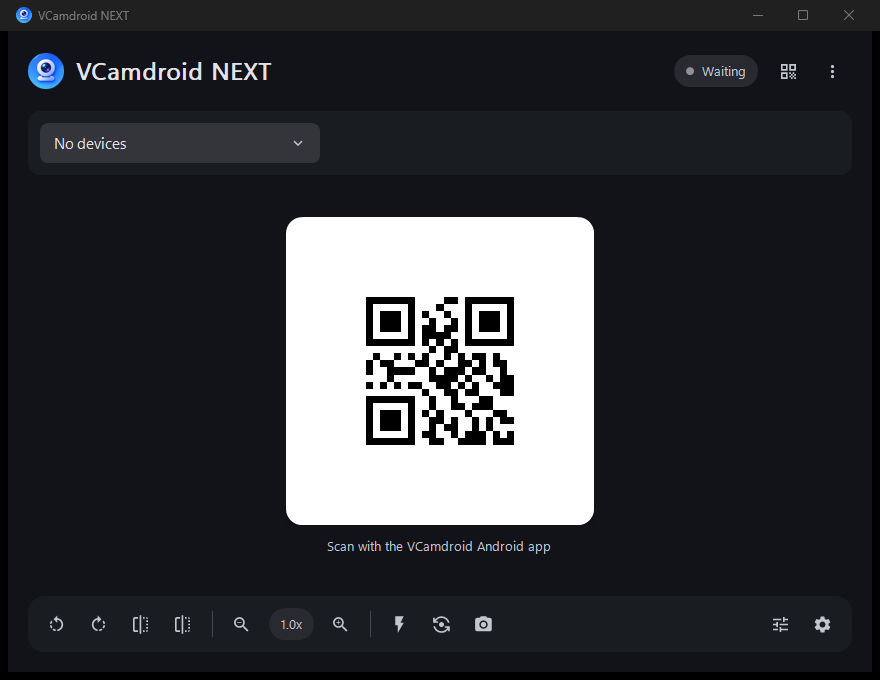 VCamdroid NEXT
VCamdroid NEXT
Waiting
No devices
Scan with the VCamdroid Android app
1.0x